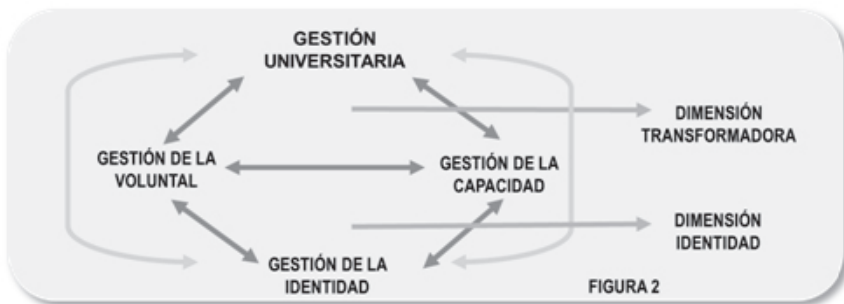 GESTIÓN
UNIVERSITARIA
DIMENSIÓN
TRANSFORMADORA
GESTIÓN DE LA
VOLUNTAL
GESTIÓN DE LA
CAPACIDAD
DIMENSIÓN
IDENTIDAD
GESTIÓN DE LA
IDENTIDAD
FIGURA 2